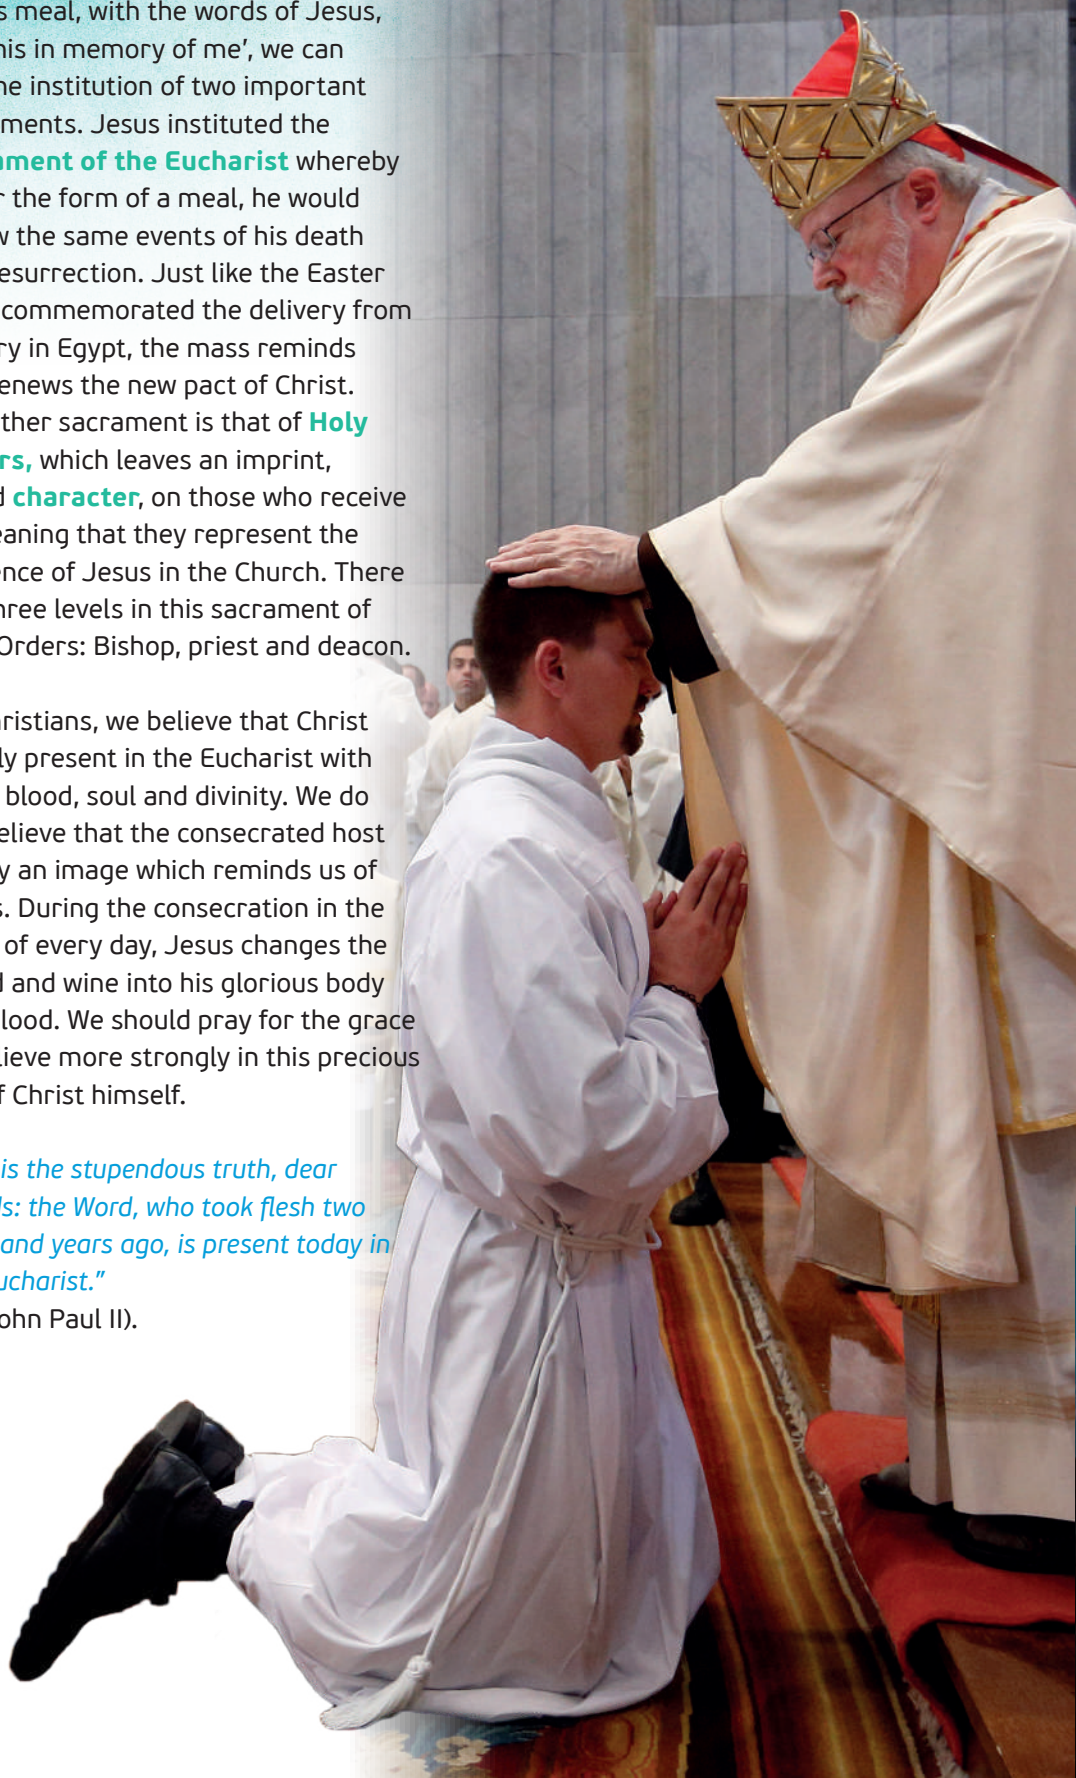 s meal, with the words of Jesus,
his in memory of me’, we can
he institution of two important
ments. Jesus instituted the
ament of the Eucharist whereby
r the form of a meal, he would
w the same events of his death
esurrection. Just like the Easter
commemorated the delivery from
ry in Egypt, the mass reminds
enews the new pact of Christ.
ther sacrament is that of Holy
rs, which leaves an imprint,
d character, on those who receive
eaning that they represent the
ence of Jesus in the Church. There
hree levels in this sacrament of
Orders: Bishop, priest and deacon.
hristians, we believe that Christ
ly present in the Eucharist with
blood, soul and divinity. We do
elieve that the consecrated host
y an image which reminds us of
s. During the consecration in the
of every day, Jesus changes the
d and wine into his glorious body
lood. We should pray for the grace
lieve more strongly in this precious
f Christ himself.
is the stupendous truth, dear
ds: the Word, who took flesh two
and years ago, is present today in
ucharist.”
ohn Paul II).